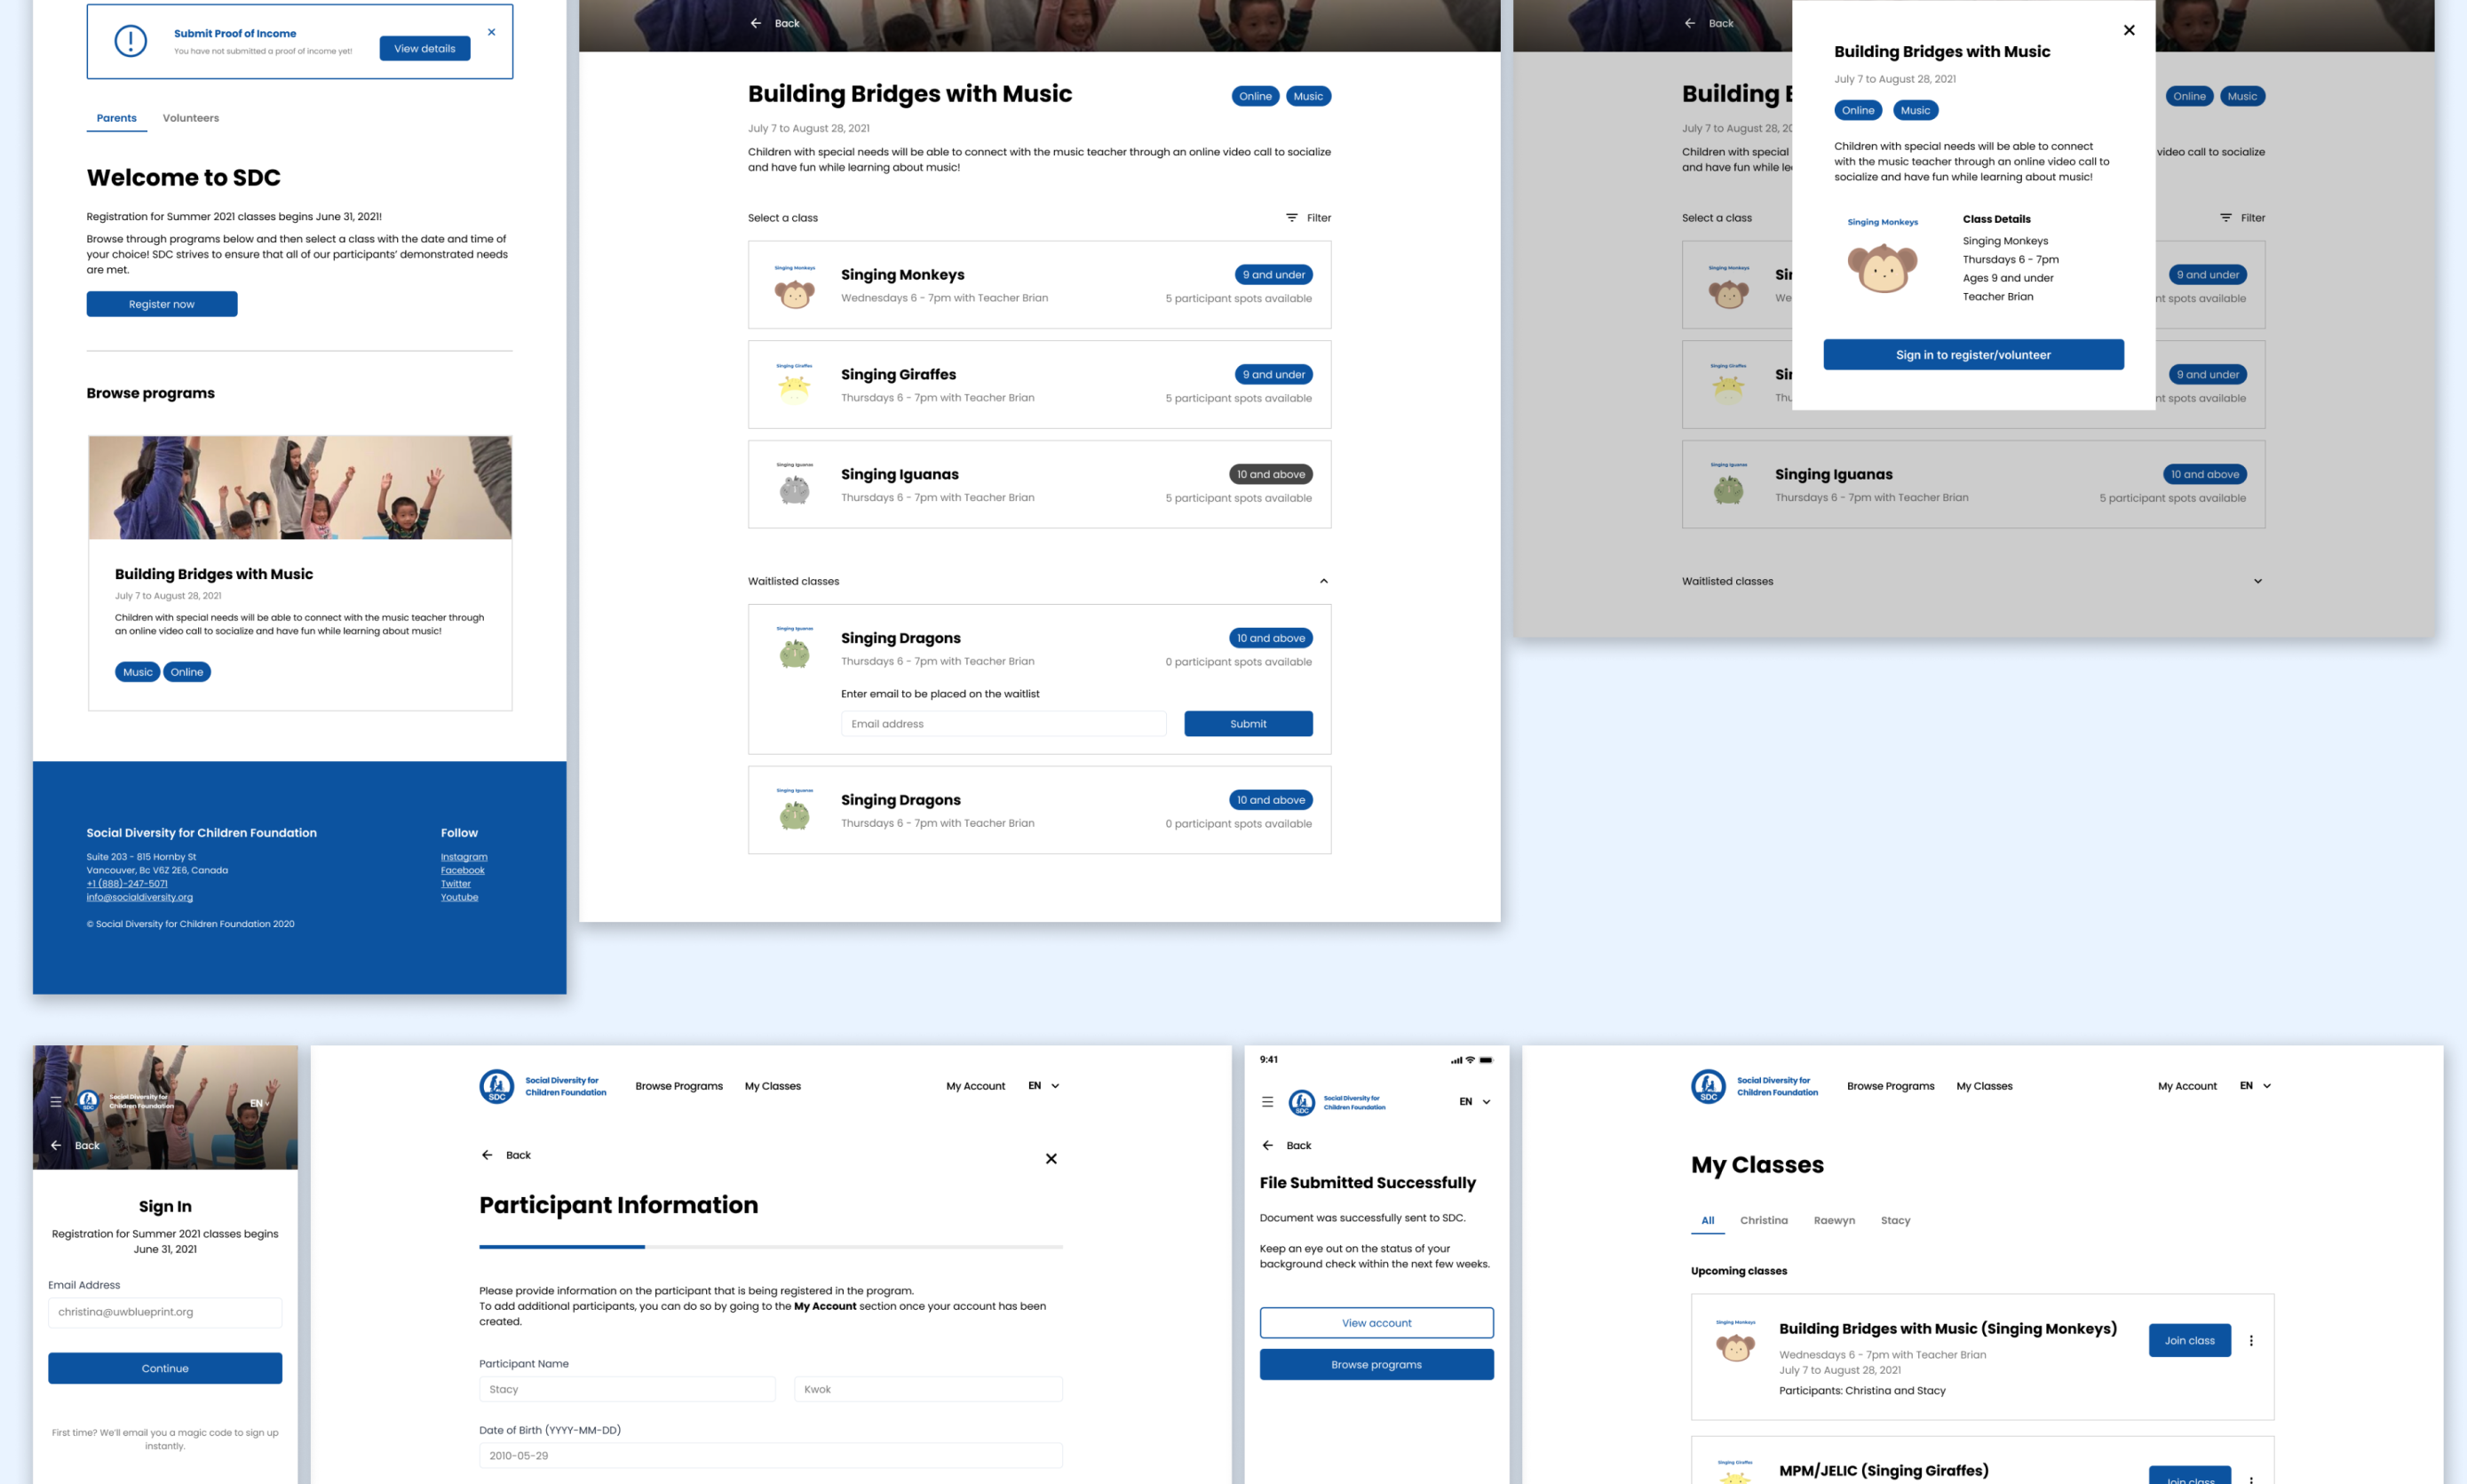 Submit Proof of Income
You have not submitted a proof of income yet!
View details
Parents
Volunteers
Welcome to SDC
Registration for Summer 2021 classes begins June 31, 2021!
Browse through programs below and then select a class with the date and time of
your choice! SDC strives to ensure that all of our participants' demonstrated needs
are met.
Register now
Browse programs
Building Bridges with Music
July 7 to August 28, 2021
Children with special needs will be able to connect with the music teacher through
an online video call to socialize and have fun while learning about music!
Music
Online
Social Diversity for Children Foundation
Suite 203 - 815 Hornby St
Vancouver, Bc V6Z 2E6, Canada
+1 (888)-247-5071
info@socialdiversity.org
© Social Diversity for Children Foundation 2020
Follow
Instagram
Facebook
Twitter
Youtube
Back
Building Bridges with Music
Online
Music
July 7 to August 28, 2021
Children with special needs will be able to connect with the music teacher through an online video call to socialize
and have fun while learning about music!
Select a class
Filter
Singing Monkeys
Singing Monkeys
9 and under
Wednesdays 6 - 7pm with Teacher Brian
5 participant spots available
Singing Giraffes
Singing Giraffes
9 and under
Thursdays 6 - 7pm with Teacher Brian
5 participant spots available
Singing Iguanas
Singing Iguanas
10 and above
Thursdays 6 - 7pm with Teacher Brian
5 participant spots available
Waitlisted classes
Singing Iguanas
Singing Dragons
10 and above
Thursdays 6 - 7pm with Teacher Brian
0 participant spots available
Enter email to be placed on the waitlist
Email address
Submit
Singing Iguanas
Singing Dragons
10 and above
Thursdays 6 - 7pm with Teacher Brian
0 participant spots available
Back
Building
Online
Music
July 7 to August 28, 20
Children with special
video call to socialize
and have fun while le
Select a class
Filter
Singing Monkeys
Sin
9 and under
We
nt spots available
Singing Giraffes
Sin
9 and under
Thu
nt spots available
Singing Iguanas
Singing Iguanas
10 and above
Thursdays 6 - 7pm with Teacher Brian
5 participant spots available
Waitlisted classes
Building Bridges with Music
July 7 to August 28, 2021
Online
Music
Children with special needs will be able to connect
with the music teacher through an online video call to
socialize and have fun while learning about music!
Singing Monkeys
Class Details
Singing Monkeys
Thursdays 6 - 7pm
Ages 9 and under
Teacher Brian
Sign in to register/volunteer
SDC
Social Diversity for
Children Foundation
EN
Back
Sign In
Registration for Summer 2021 classes begins
June 31, 2021
Email Address
christina@uwblueprint.org
Continue
First time? We'll email you a magic code to sign up
instantly.
SDC
Social Diversity for
Children Foundation
Browse Programs
My Classes
My Account
EN
Back
Participant Information
Please provide information on the participant that is being registered in the program.
To add additional participants, you can do so by going to the My Account section once your account has been
created.
Participant Name
Stacy
Kwok
Date of Birth (YYYY-MM-DD)
2010-05-29
9:41
SDC
Social Diversity for
Children Foundation
EN
Back
File Submitted Successfully
Document was successfully sent to SDC.
Keep an eye out on the status of your
background check within the next few weeks.
View account
Browse programs
SDC
Social Diversity for
Children Foundation
Browse Programs
My Classes
My Account
EN
My Classes
All
Christina
Raewyn
Stacy
Upcoming classes
Singing Monkeys
Building Bridges with Music (Singing Monkeys)
Wednesdays 6 - 7pm with Teacher Brian
July 7 to August 28, 2021
Participants: Christina and Stacy
Join class
Singing Giraffes
MPM/JELIC (Singing Giraffes)
Join class